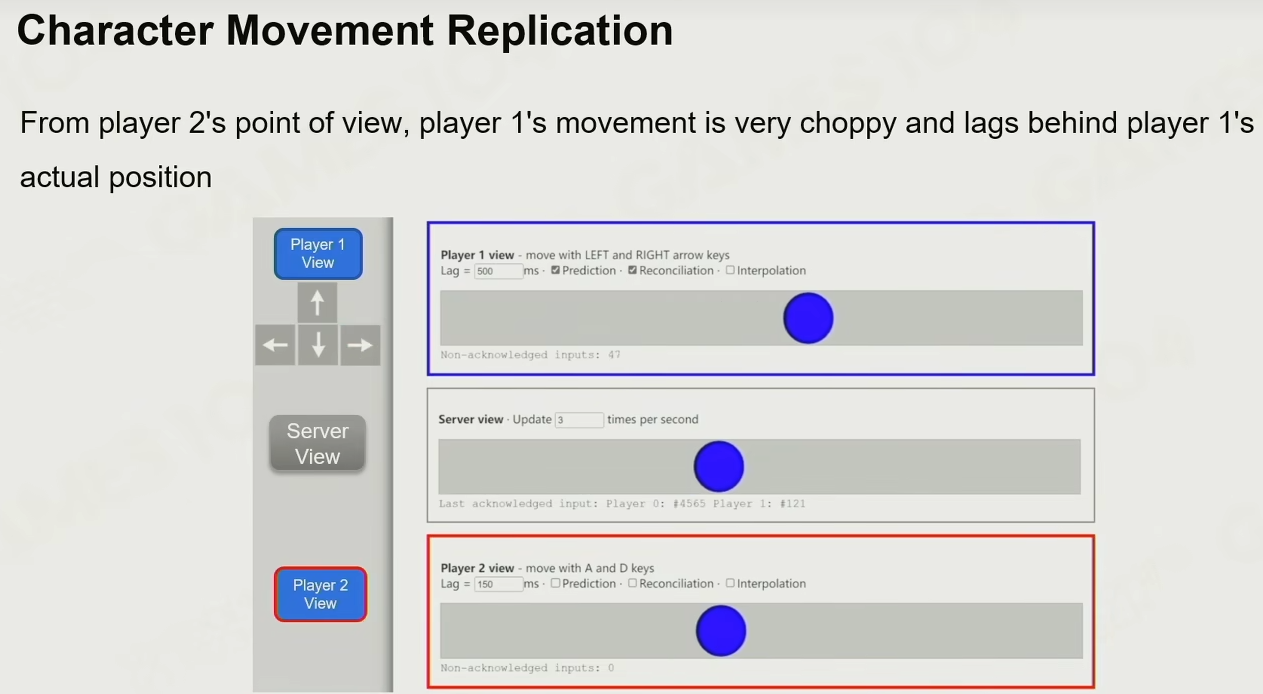 Character Movement Replication
From player 2's point of view, player 1's movement is very choppy and lags behind player 1's
actual position
Player 1
View
Player 1 view - move with LEFT and RIGHT arrow keys
Lag = 500 ms · Prediction · Reconciliation · Interpolation
Non-acknowledged inputs: 47
Server
View
Server view · Update 3 times per second
Last acknowledged input: Player 0: #4565 Player 1: #121
Player 2
View
Player 2 view - move with A and D keys
Lag = 150 ms · Prediction · Reconciliation · Interpolation
Non-acknowledged inputs: 0
GAMES104